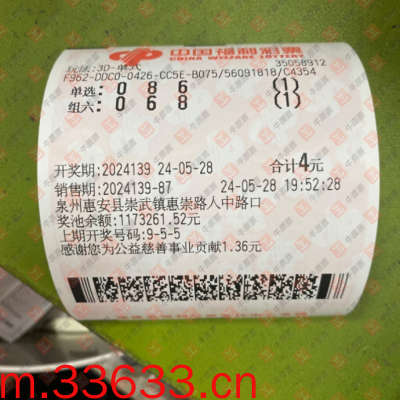 中国福利彩票
CHINA WELFARE LOTTERY
玩法:3D-单式 35058912
F962-DDC0-0426-CC5E-B075/56091818/C4354
单选: 0 8 6 (1)
组六: 0 6 8 (1)
开奖期:2024139 24-05-28 合计4元
销售期:2024139-87 24-05-28 19:52:28
泉州惠安县崇武镇惠崇路人中路口
奖池余额:1173261.52元
上期开奖号码:9-5-5
感谢您为公益慈善事业贡献1.36元
m.33633.cn